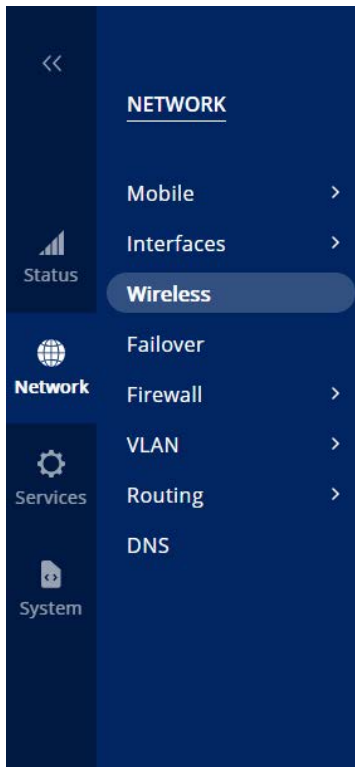 NETWORK
Mobile
Interfaces
Wireless
Failover
Firewall
VLAN
Routing
DNS
Status
Network
Services
System